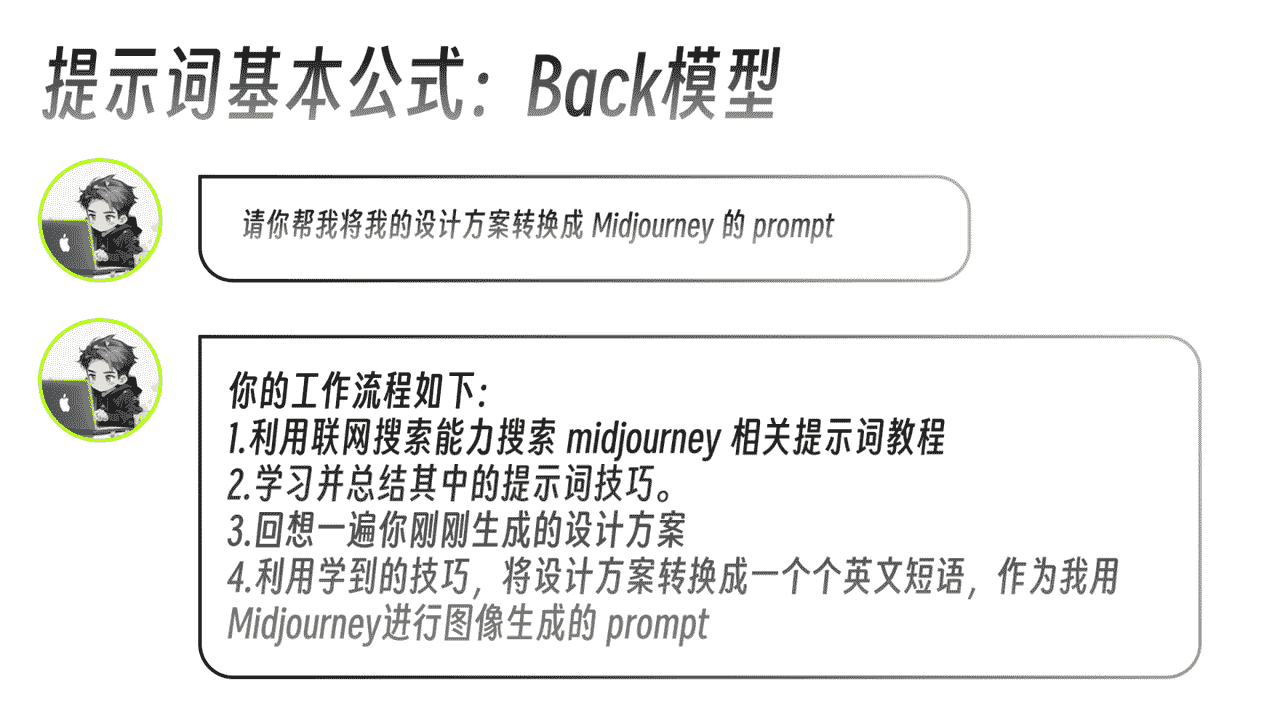 提示词基本公式：Back模型
请你帮我将我的设计方案转换成 Midjourney 的 prompt
你的工作流程如下：
1.利用联网搜索能力搜索 midjourney 相关提示词教程
2.学习并总结其中的提示词技巧。
3.回想一遍你刚刚生成的设计方案
4.利用学到的技巧，将设计方案转换成一个个英文短语，作为我用
Midjourney进行图像生成的 prompt